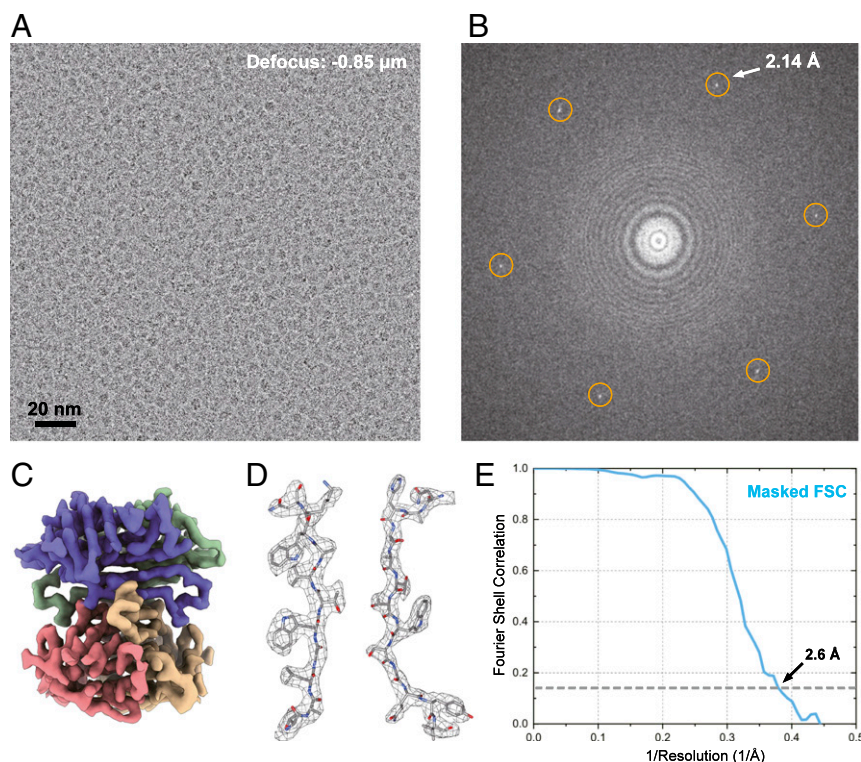 A
Defocus: -0.85 µm
20 nm
B
2.14 Å
C
D
E
Masked FSC
2.6 Å
Fourier Shell Correlation
1.0
0.8
0.6
0.4
0.2
0.0
0.0 0.1 0.2 0.3 0.4 0.5
1/Resolution (1/Å)